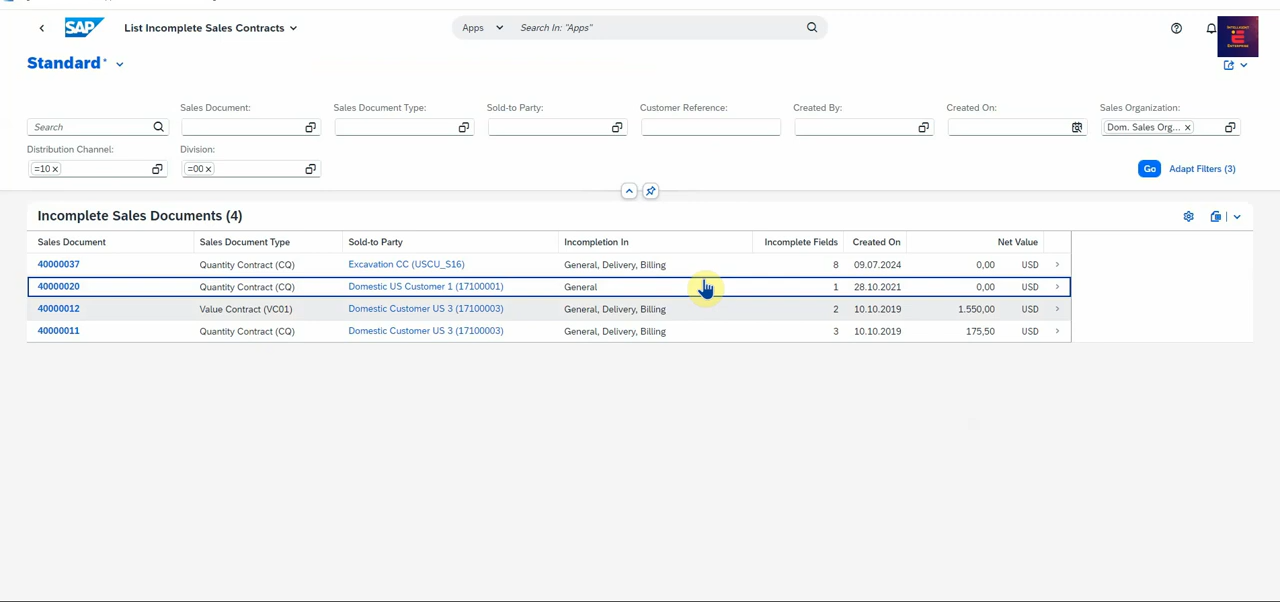 SAP List Incomplete Sales Contracts Apps Search In: "Apps"
INTELLIGENT
iE
ENTERPRISE
Standard*
Sales Document: Sales Document Type: Sold-to Party: Customer Reference: Created By: Created On: Sales Organization:
Search Dom. Sales Org...
Distribution Channel: Division:
=10 =00 Go Adapt Filters (3)
Incomplete Sales Documents (4)
Sales Document Sales Document Type Sold-to Party Incompletion In Incomplete Fields Created On Net Value
40000037 Quantity Contract (CQ) Excavation CC (USCU_S16) General, Delivery, Billing 8 09.07.2024 0,00 USD
40000020 Quantity Contract (CQ) Domestic US Customer 1 (17100001) General 1 28.10.2021 0,00 USD
40000012 Value Contract (VC01) Domestic Customer US 3 (17100003) General, Delivery, Billing 2 10.10.2019 1.550,00 USD
40000011 Quantity Contract (CQ) Domestic Customer US 3 (17100003) General, Delivery, Billing 3 10.10.2019 175,50 USD